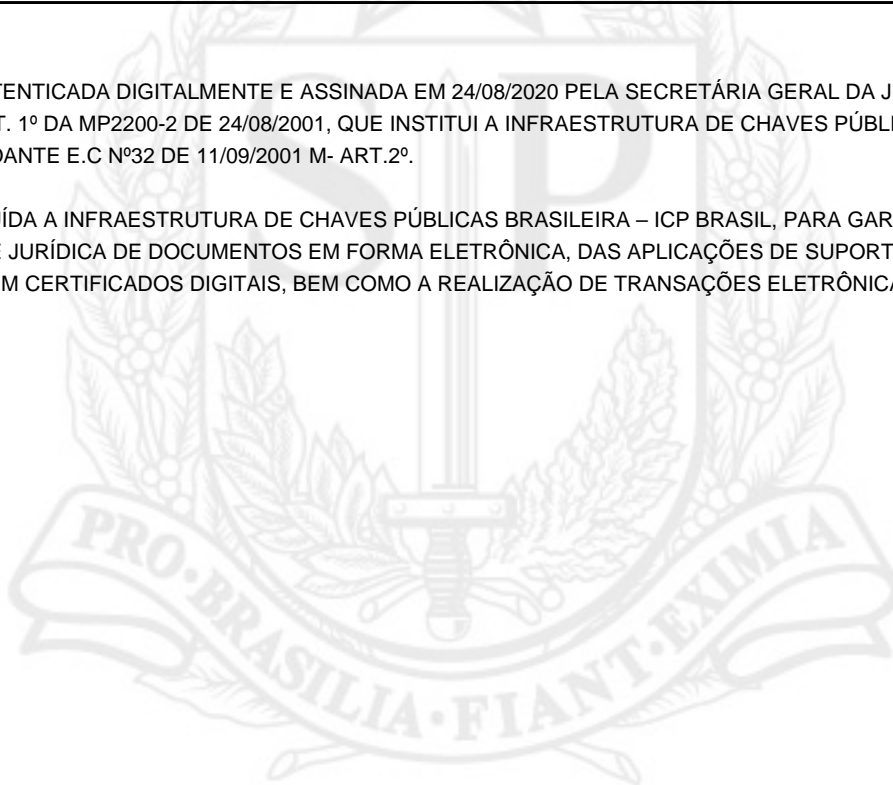 TENTICADA DIGITALMENTE E ASSINADA EM 24/08/2020 PELA SECRETÁRIA GERAL DA J
T. 1º DA MP2200-2 DE 24/08/2001, QUE INSTITUI A INFRAESTRUTURA DE CHAVES PÚBLI
DANTE E.C Nº32 DE 11/09/2001 M- ART.2º.
ÍDA A INFRAESTRUTURA DE CHAVES PÚBLICAS BRASILEIRA – ICP BRASIL, PARA GAR
E JURÍDICA DE DOCUMENTOS EM FORMA ELETRÔNICA, DAS APLICAÇÕES DE SUPORT
M CERTIFICADOS DIGITAIS, BEM COMO A REALIZAÇÃO DE TRANSAÇÕES ELETRÔNICA
SP
PRO·BRASILIA·FIANT·EXIMIA